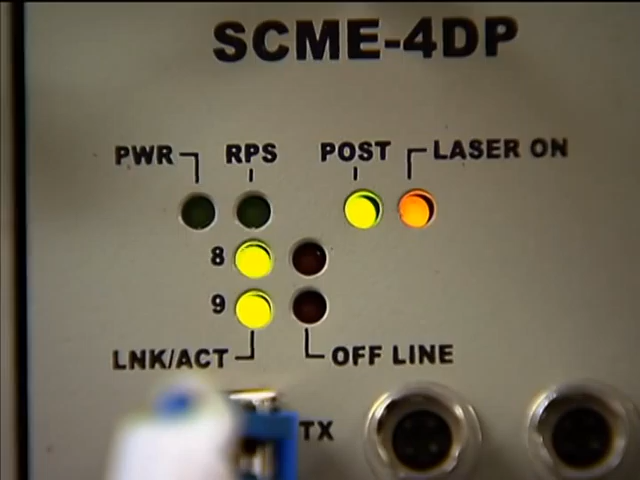 SCME-4DP
PWR RPS POST LASER ON
8
9
LNK/ACT OFF LINE
TX